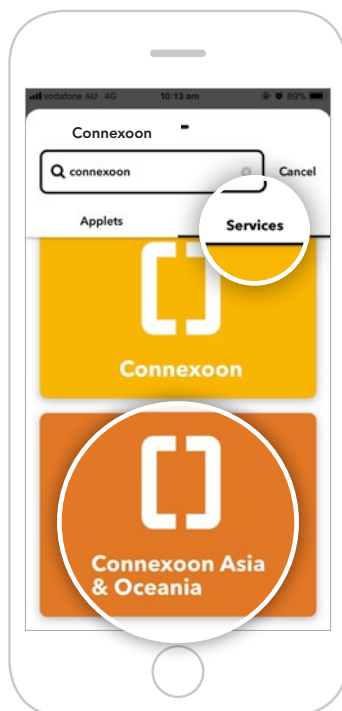 vodafone AU 4G 10:13 am 89%
Connexoon
connexoon Cancel
Applets Services
Connexoon
Connexoon Asia
& Oceania